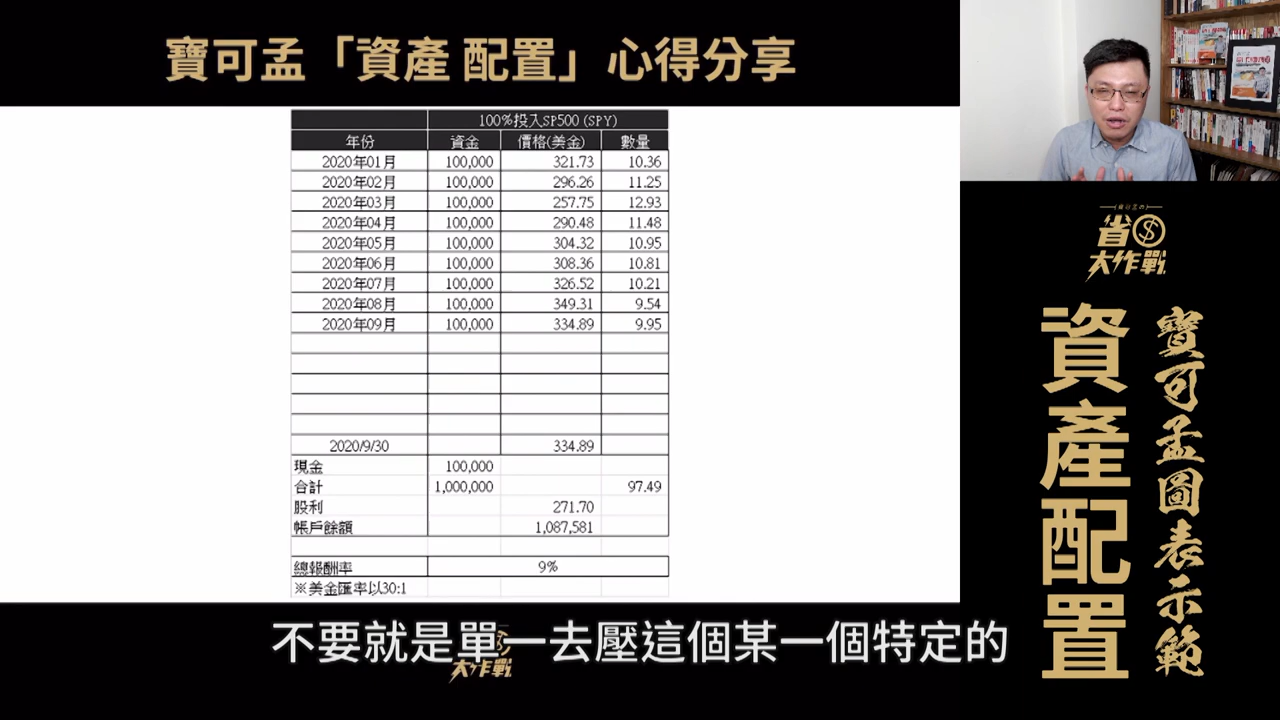 寶可孟「資產 配置」心得分享
100%投入SP500 (SPY)
年份 資金 價格(美金) 數量
2020年01月 100,000 321.73 10.36
2020年02月 100,000 296.26 11.25
2020年03月 100,000 257.75 12.93
2020年04月 100,000 290.48 11.48
2020年05月 100,000 304.32 10.95
2020年06月 100,000 308.36 10.81
2020年07月 100,000 326.52 10.21
2020年08月 100,000 349.31 9.54
2020年09月 100,000 334.89 9.95
2020/9/30 334.89
現金 100,000
合計 1,000,000 97.49
股利 271.70
帳戶餘額 1,087,581
總報酬率 9%
※美金匯率以30:1
不要就是單一去壓這個某一個特定的
大作戰
省$
大作戰
寶可孟圖表示範
資產配置